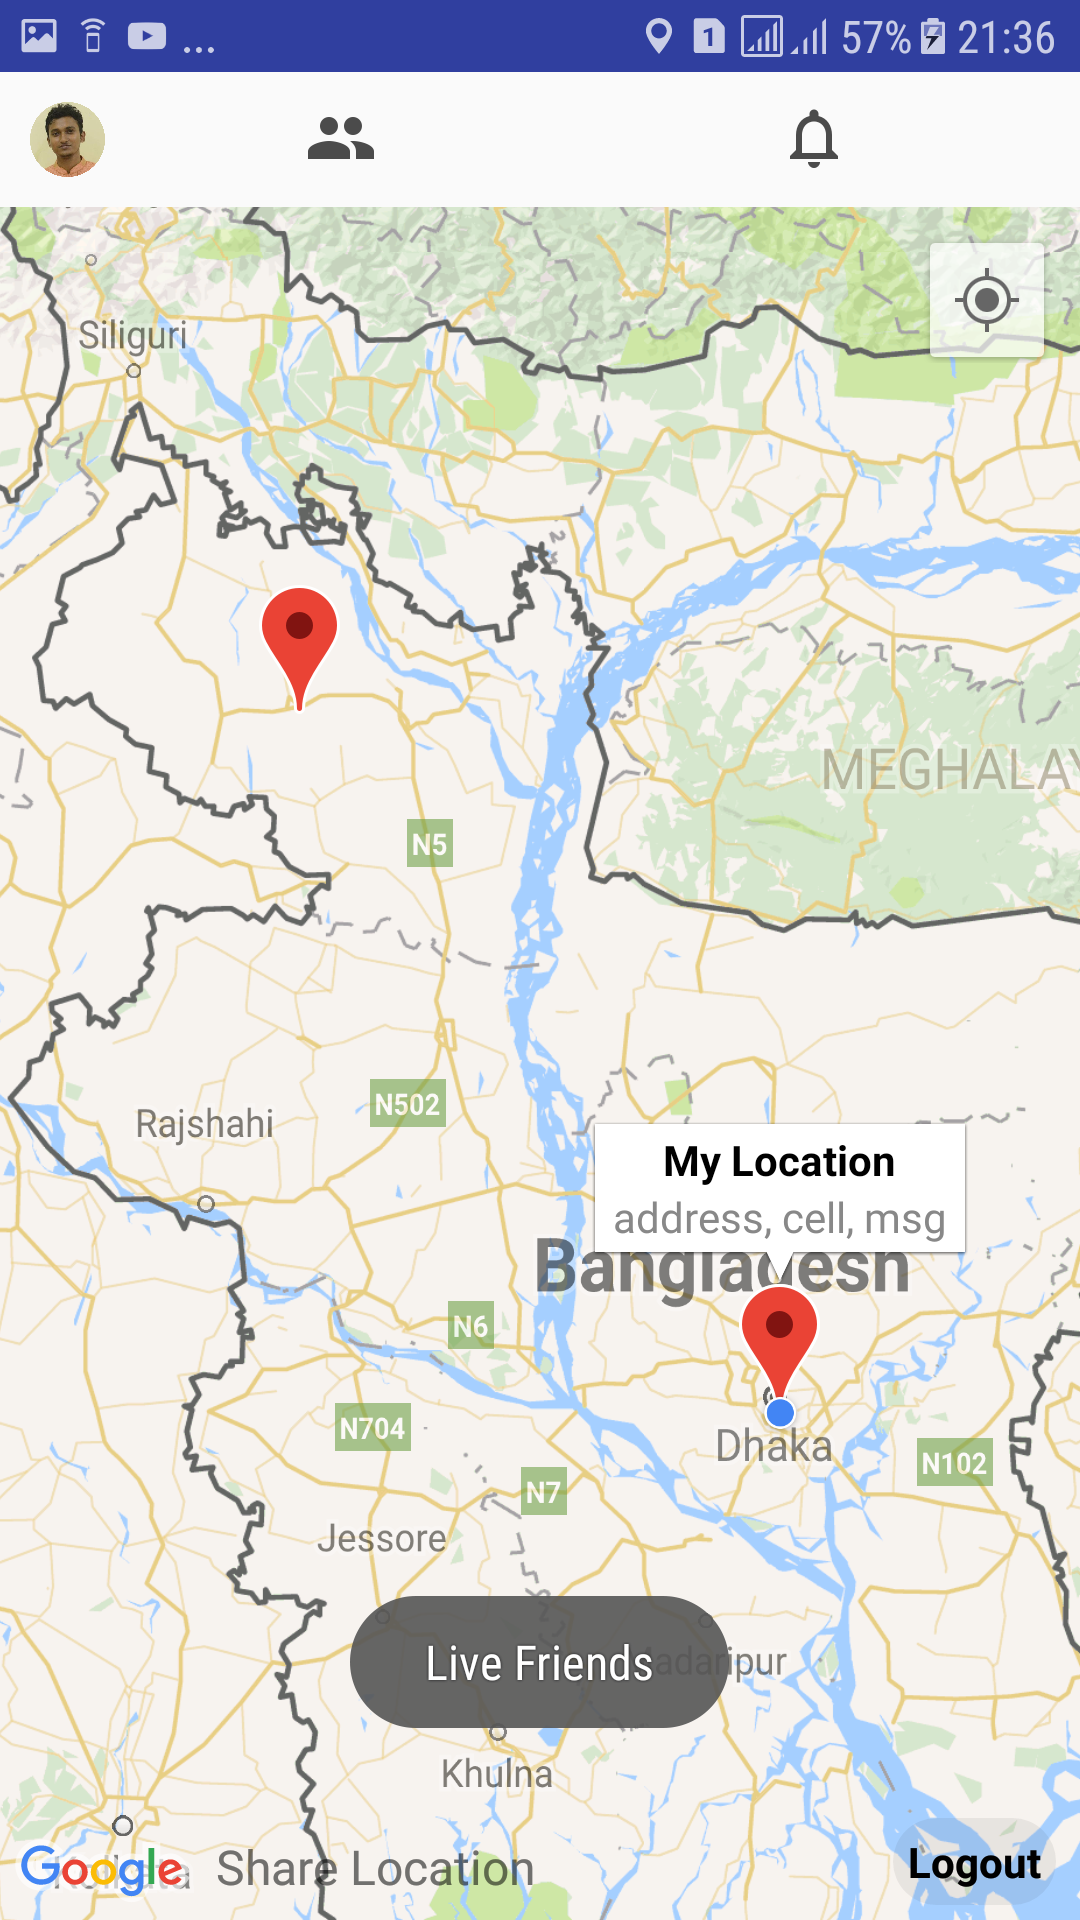 ... 1 57% 21:36
Siliguri
MEGHALAY
N5
N502
Rajshahi
My Location
address, cell, msg
Bangladesh
N6
N704
Dhaka
N102
N7
Jessore
Live Friends
adaripur
Khulna
Google
Share Location
Logout